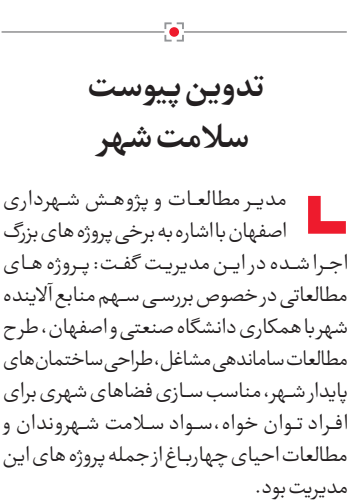 تدوین پیوست
سلامت شهر
مدیر مطالعات و پژوهش شهرداری
اصفهان با اشاره به برخی پروژه های بزرگ
اجرا شده در این مدیریت گفت: پروژه های
مطالعاتی در خصوص بررسی سهم منابع آلاینده
شهر با همکاری دانشگاه صنعتی و اصفهان ، طرح
مطالعات ساماندهی مشاغل، طراحی ساختمان های
پایدار شهر، مناسب سازی فضاهای شهری برای
افراد توان خواه ،سواد سلامت شهروندان و
مطالعات احیای چهارباغ از جمله پروژه های این
مدیریت بود.